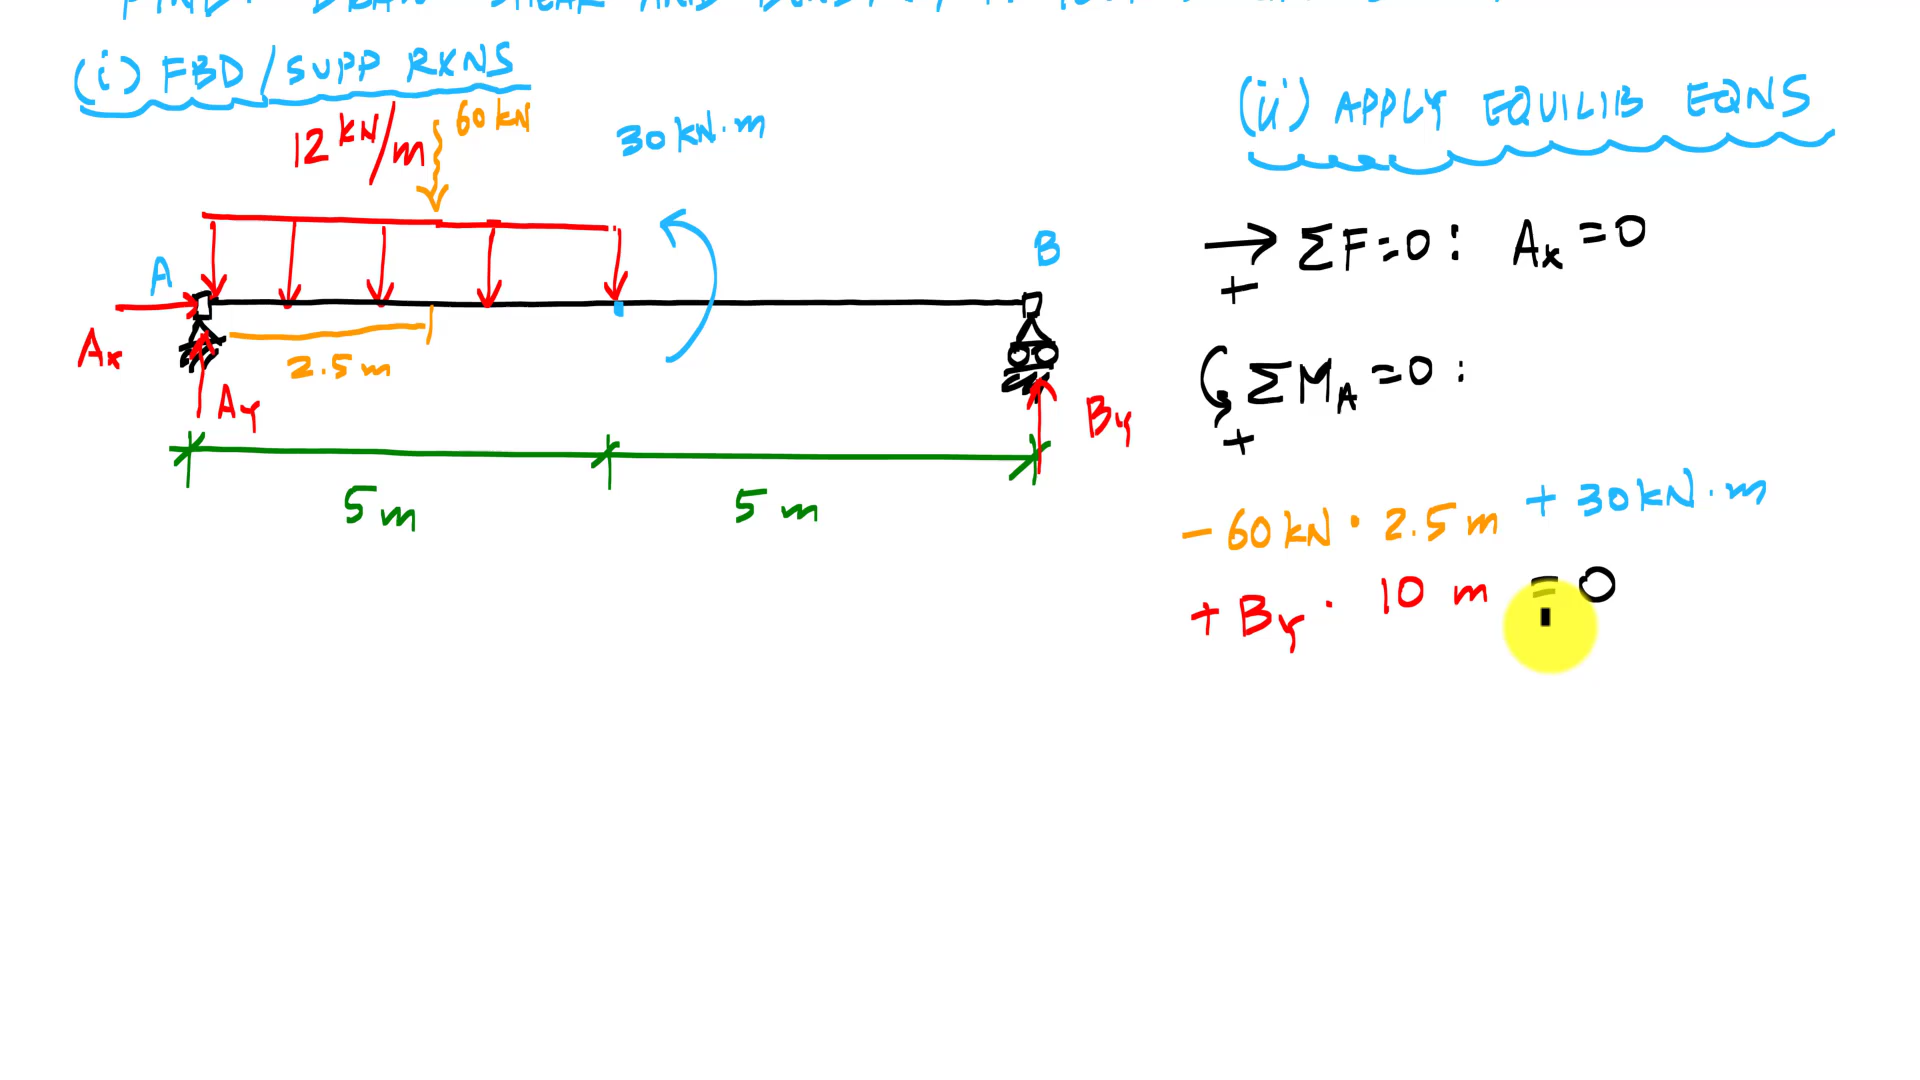 (i) FBD/SUPP RXNS
12 kN/m
60 kN
30 kN·m
A
B
Ax
2.5 m
Ay
By
5 m
5 m
(ii) APPLY EQUILIB EQNS
→ ΣF=0: Ax=0
+
ΣMA=0:
+
- 60 kN · 2.5 m + 30 kN·m
+ By · 10 m = 0